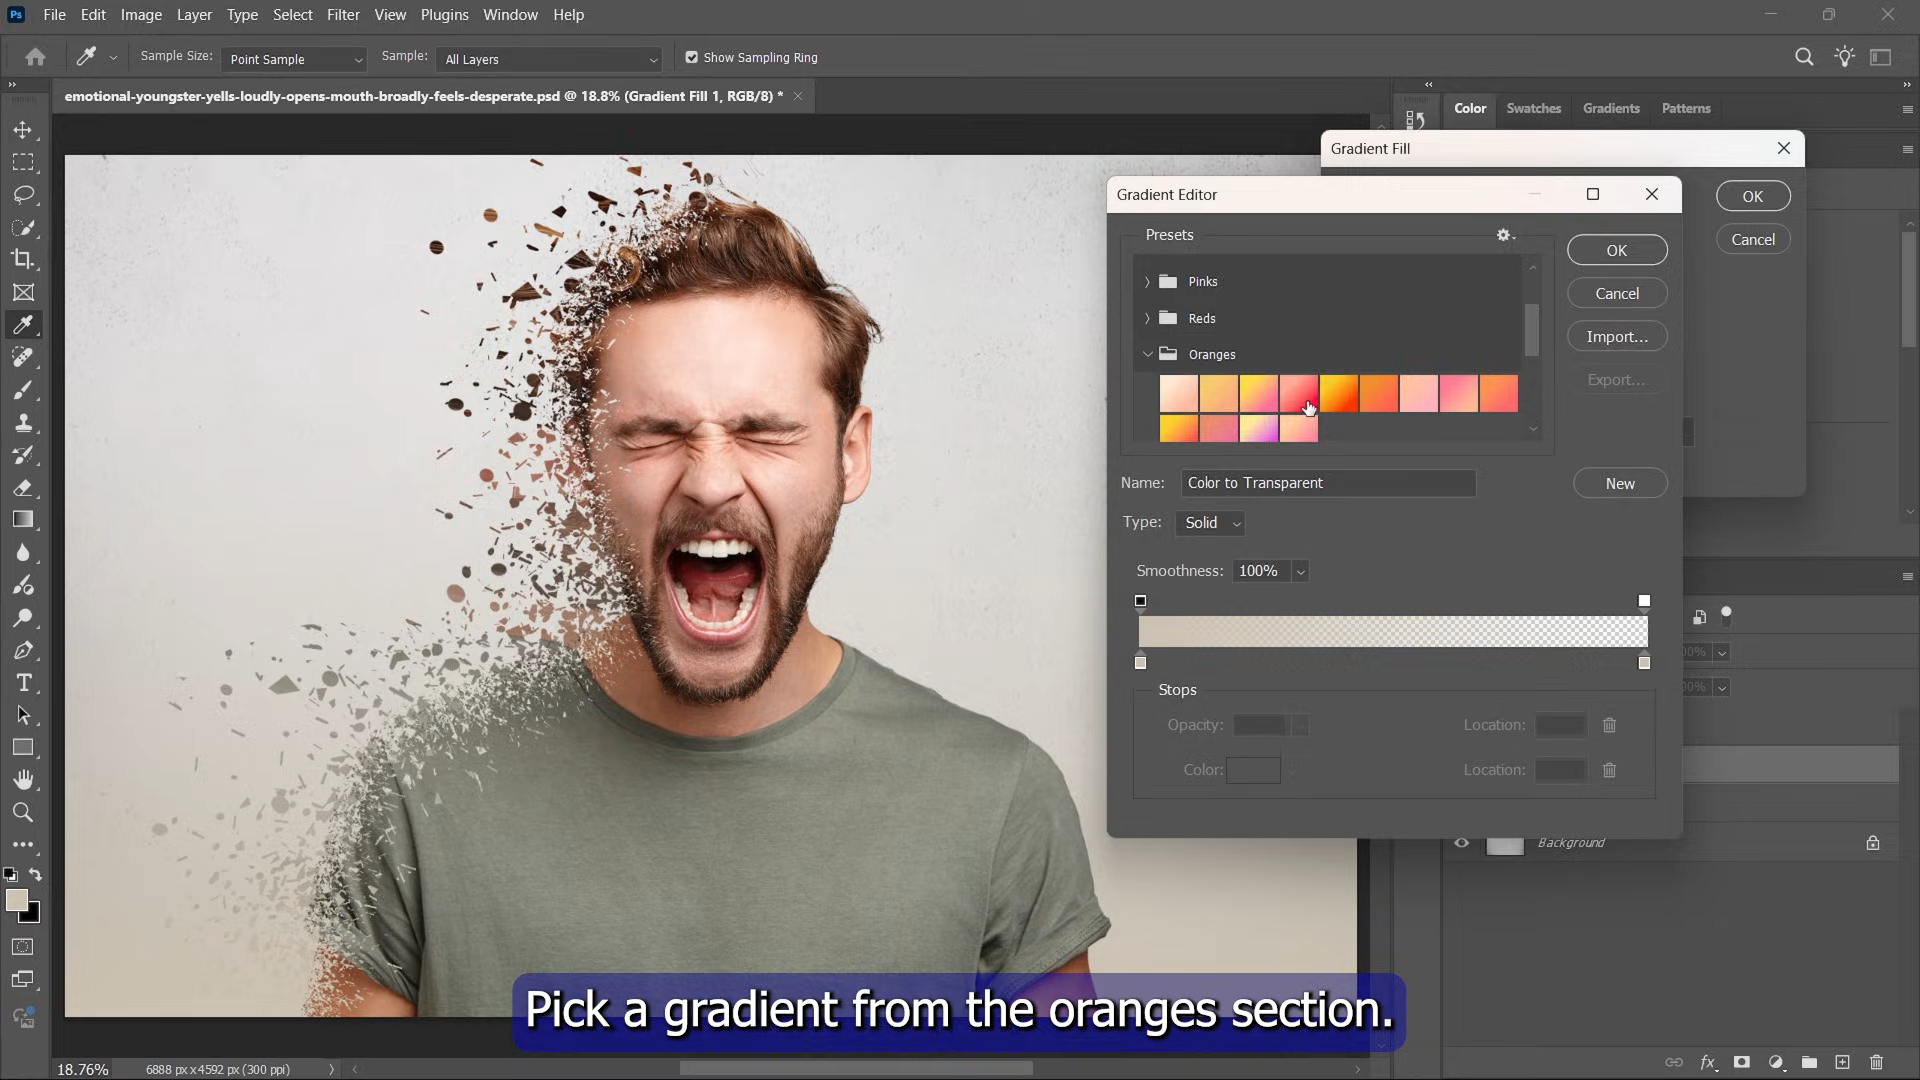 Ps File Edit Image Layer Type Select Filter View Plugins Window Help
Sample Size: Point Sample Sample: All Layers Show Sampling Ring
emotional-youngster-yells-loudly-opens-mouth-broadly-feels-desperate.psd @ 18.8% (Gradient Fill 1, RGB/8) *
Color Swatches Gradients Patterns
Gradient Fill
OK
Cancel
Gradient Editor
Presets
Pinks
Reds
Oranges
OK
Cancel
Import...
Export...
Name: Color to Transparent
New
Type: Solid
Smoothness: 100%
Stops
Opacity:
Location:
Color:
Location:
Background
Pick a gradient from the oranges section.
18.76% 6888 px x 4592 px (300 ppi)
fx